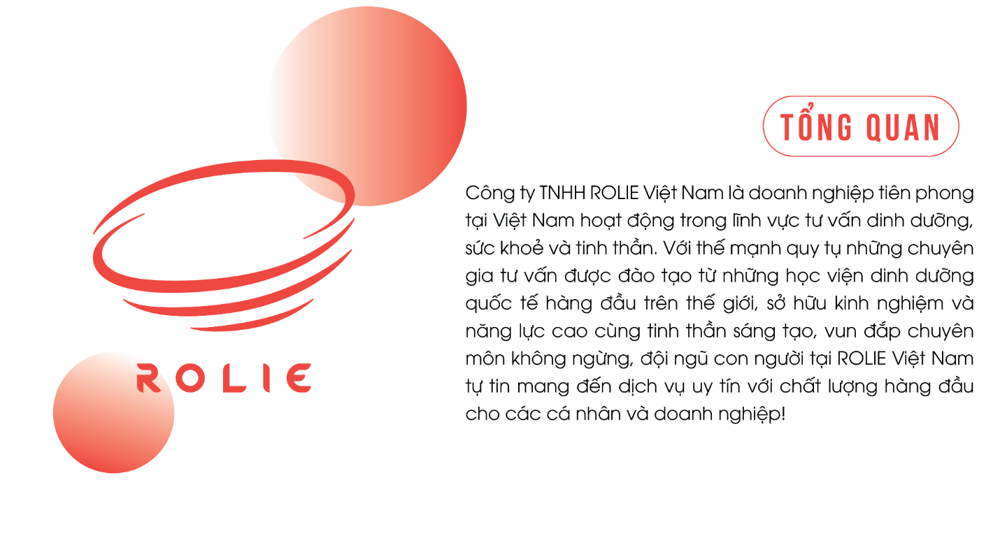 TỔNG QUAN
Công ty TNHH ROLIE Việt Nam là doanh nghiệp tiên phong
tại Việt Nam hoạt động trong lĩnh vực tư vấn dinh dưỡng,
sức khoẻ và tinh thần. Với thế mạnh quy tụ những chuyên
gia tư vấn được đào tạo từ những học viện dinh dưỡng
quốc tế hàng đầu trên thế giới, sở hữu kinh nghiệm và
năng lực cao cùng tinh thần sáng tạo, vun đắp chuyên
môn không ngừng, đội ngũ con người tại ROLIE Việt Nam
tự tin mang đến dịch vụ uy tín với chất lượng hàng đầu
cho các cá nhân và doanh nghiệp!
ROLIE